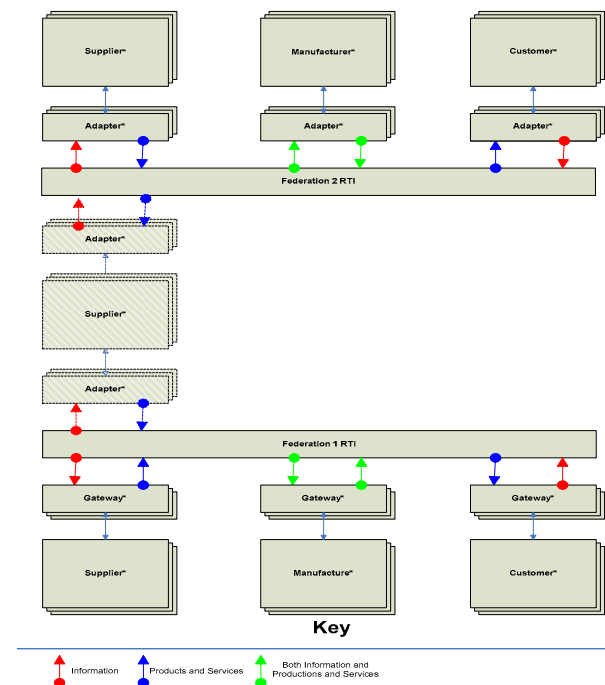 Supplier* Manufacturer* Customer*
Adapter* Adapter* Adapter*
Federation 2 RTI
Adapter*
Supplier*
Adapter*
Federation 1 RTI
Gateway* Gateway* Gateway*
Supplier* Manufacture* Customer*
Key
Information Products and Services Both Information and
Productions and Services